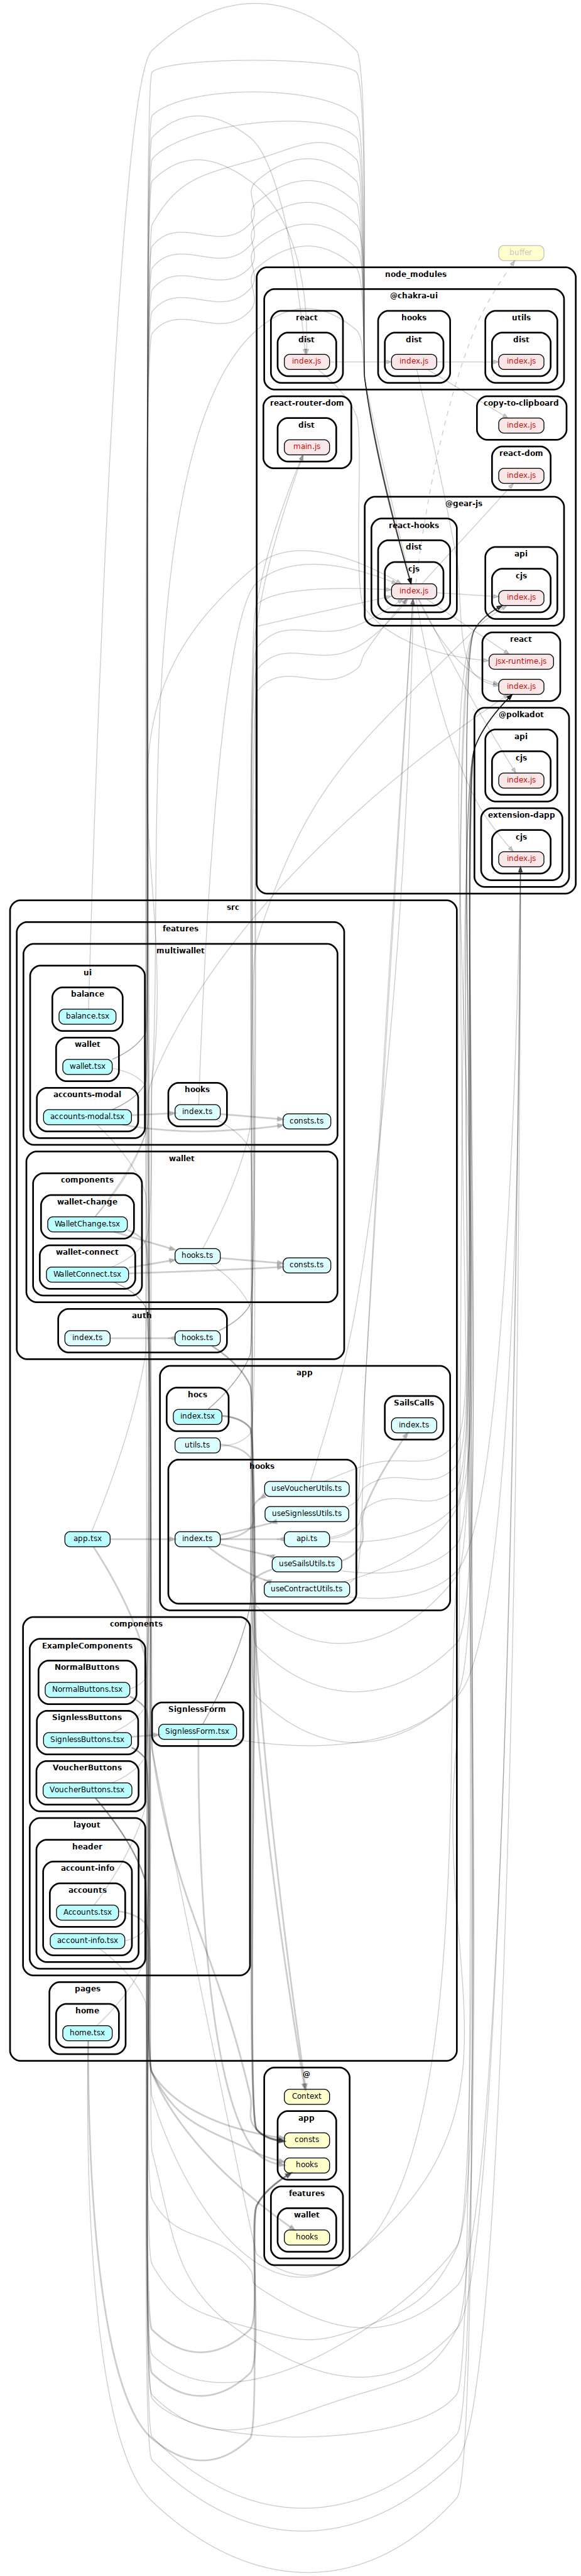 buffer
node_modules
@chakra-ui
react
hooks
utils
dist
dist
dist
index.js
index.js
index.js
react-router-dom
copy-to-clipboard
dist
index.js
main.js
react-dom
index.js
@gear-js
react-hooks
dist
api
cjs
cjs
index.js
index.js
react
jsx-runtime.js
index.js
@polkadot
api
cjs
index.js
extension-dapp
cjs
index.js
src
features
multiwallet
ui
balance
balance.tsx
wallet
wallet.tsx
accounts-modal
hooks
accounts-modal.tsx
index.ts
consts.ts
wallet
components
wallet-change
WalletChange.tsx
wallet-connect
hooks.ts
WalletConnect.tsx
consts.ts
auth
index.ts
hooks.ts
app
hocs
SailsCalls
index.tsx
index.ts
utils.ts
hooks
useVoucherUtils.ts
useSignlessUtils.ts
app.tsx
index.ts
api.ts
useSailsUtils.ts
useContractUtils.ts
components
ExampleComponents
NormalButtons
NormalButtons.tsx
SignlessForm
SignlessButtons
SignlessForm.tsx
SignlessButtons.tsx
VoucherButtons
VoucherButtons.tsx
layout
header
account-info
accounts
Accounts.tsx
account-info.tsx
pages
home
home.tsx
@
Context
app
consts
hooks
features
wallet
hooks